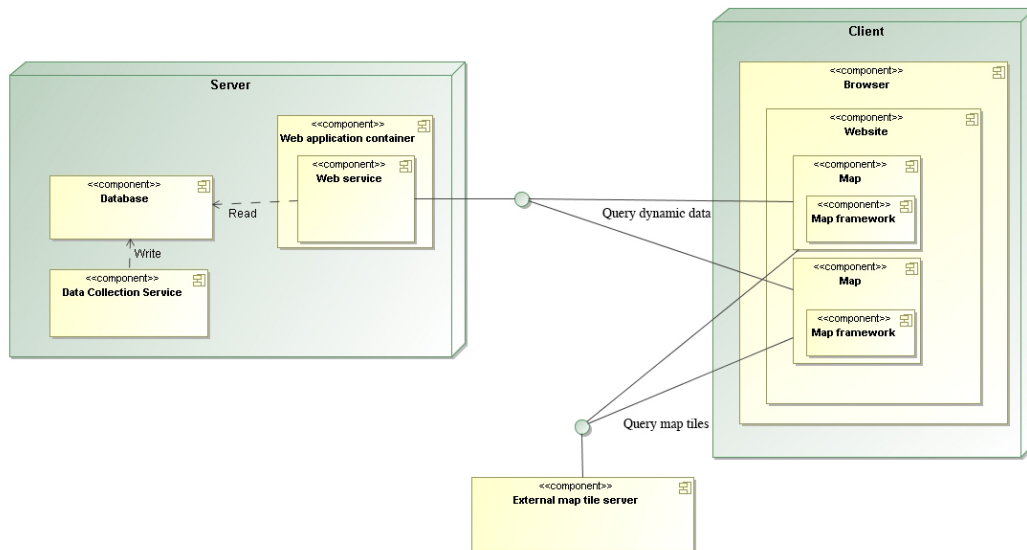 Server
<<component>>
Web application container
<<component>>
Web service
<<component>>
Database
Read
Write
<<component>>
Data Collection Service
Client
<<component>>
Browser
<<component>>
Website
<<component>>
Map
<<component>>
Map framework
<<component>>
Map
<<component>>
Map framework
Query dynamic data
Query map tiles
<<component>>
External map tile server